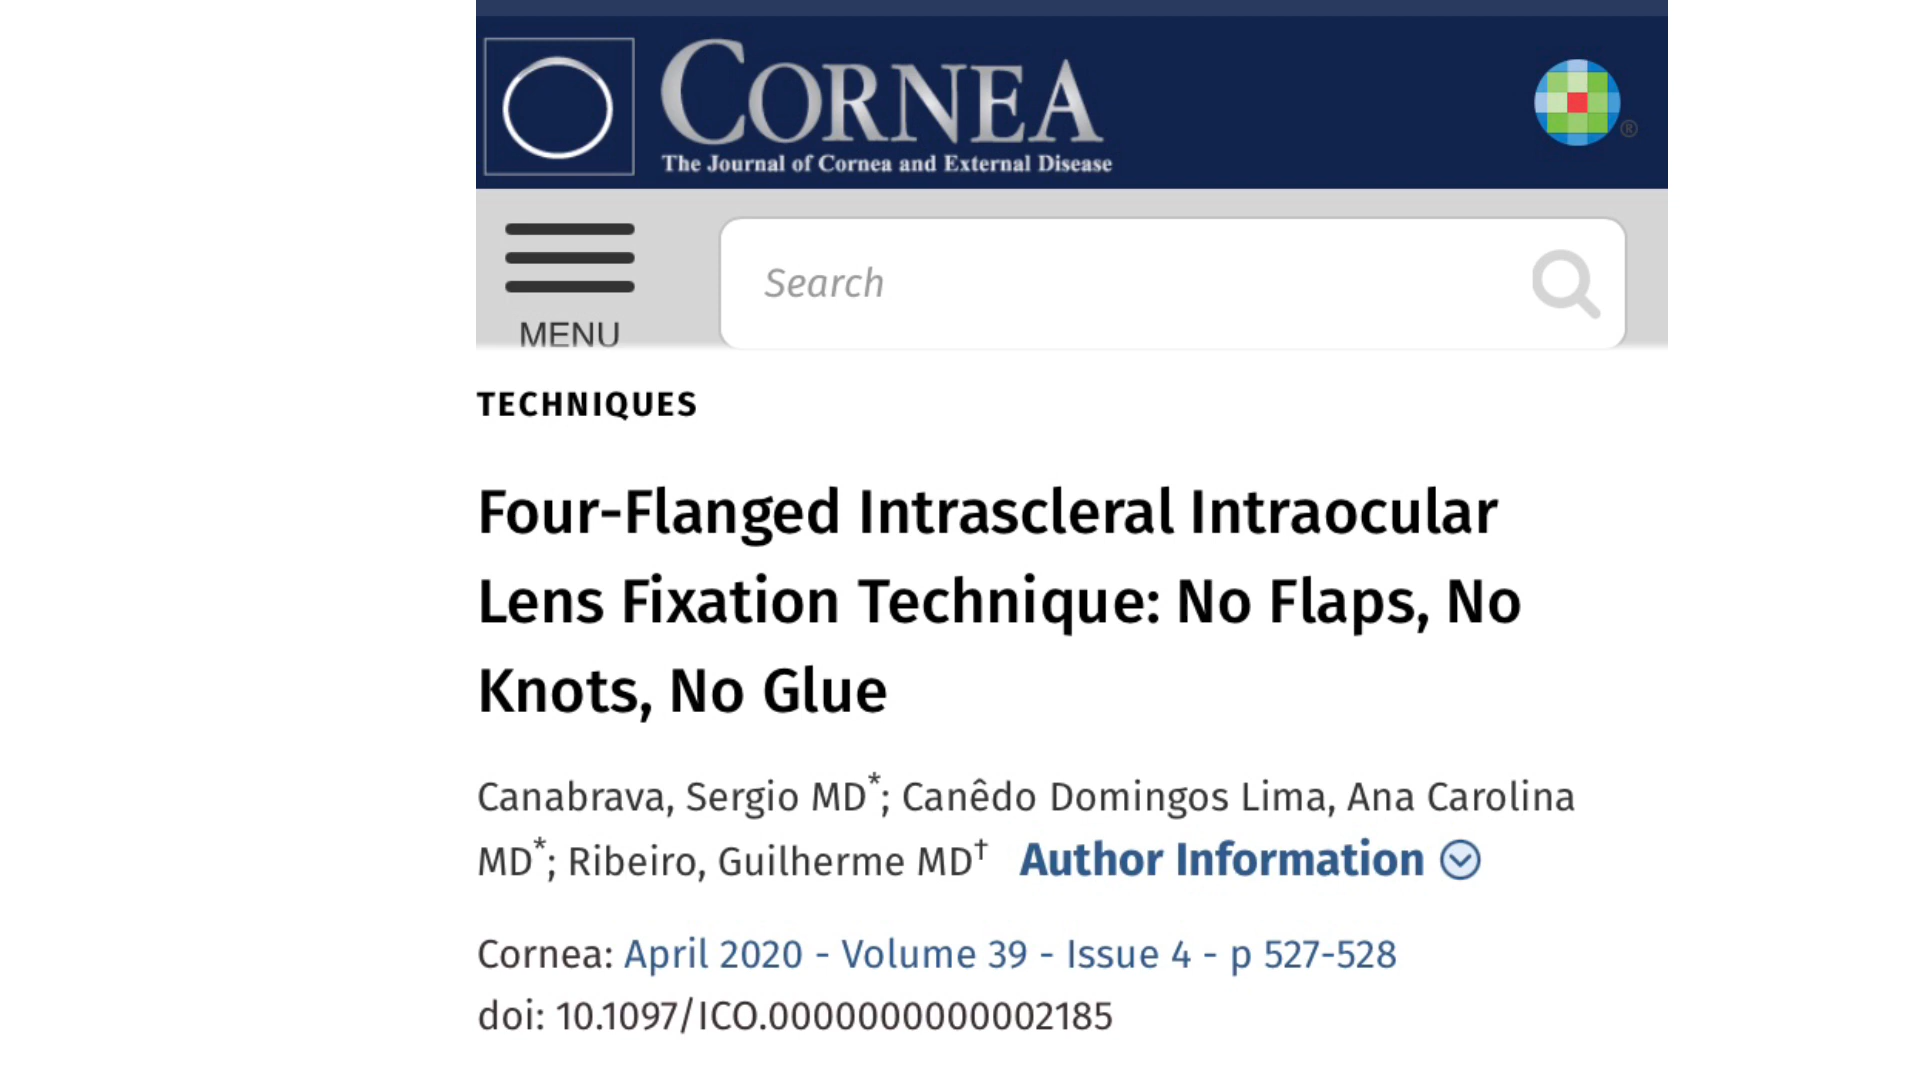 CORNEA
The Journal of Cornea and External Disease
®
MENU
Search
TECHNIQUES
Four-Flanged Intrascleral Intraocular
Lens Fixation Technique: No Flaps, No
Knots, No Glue
Canabrava, Sergio MD*; Canêdo Domingos Lima, Ana Carolina
MD*; Ribeiro, Guilherme MD† Author Information
Cornea: April 2020 - Volume 39 - Issue 4 - p 527-528
doi: 10.1097/ICO.0000000000002185